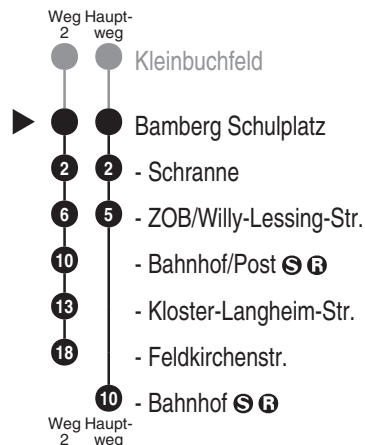 Weg Haupt-
2 weg
Kleinbuchfeld
Bamberg Schulplatz
2 2 - Schranne
6 5 - ZOB/Willy-Lessing-Str.
10 - Bahnhof/Post S R
13 - Kloster-Langheim-Str.
18 - Feldkirchenstr.
10 - Bahnhof S R
Weg Haupt-
2 weg